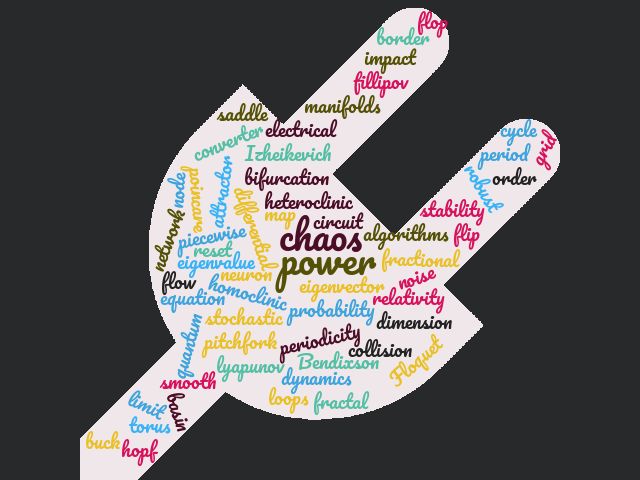 flop
border
impact
fillipov
manifolds
saddle
electrical
converter
Izheikevich
cycle
grid
period
order
robust
bifurcation
attractor
node
poincare
heteroclinic
map
circuit
differential
stability
flip
network
piecewise
chaos
algorithms
reset
power
fractional
eigenvalue
neuron
noise
flow
homoclinic
eigenvector
equation
relativity
stochastic
probability
dimension
quantum
pitchfork
periodicity
collision
lyapunov
Bendixson
Floquet
smooth
dynamics
limit
basin
loops
fractal
torus
buck
hopf